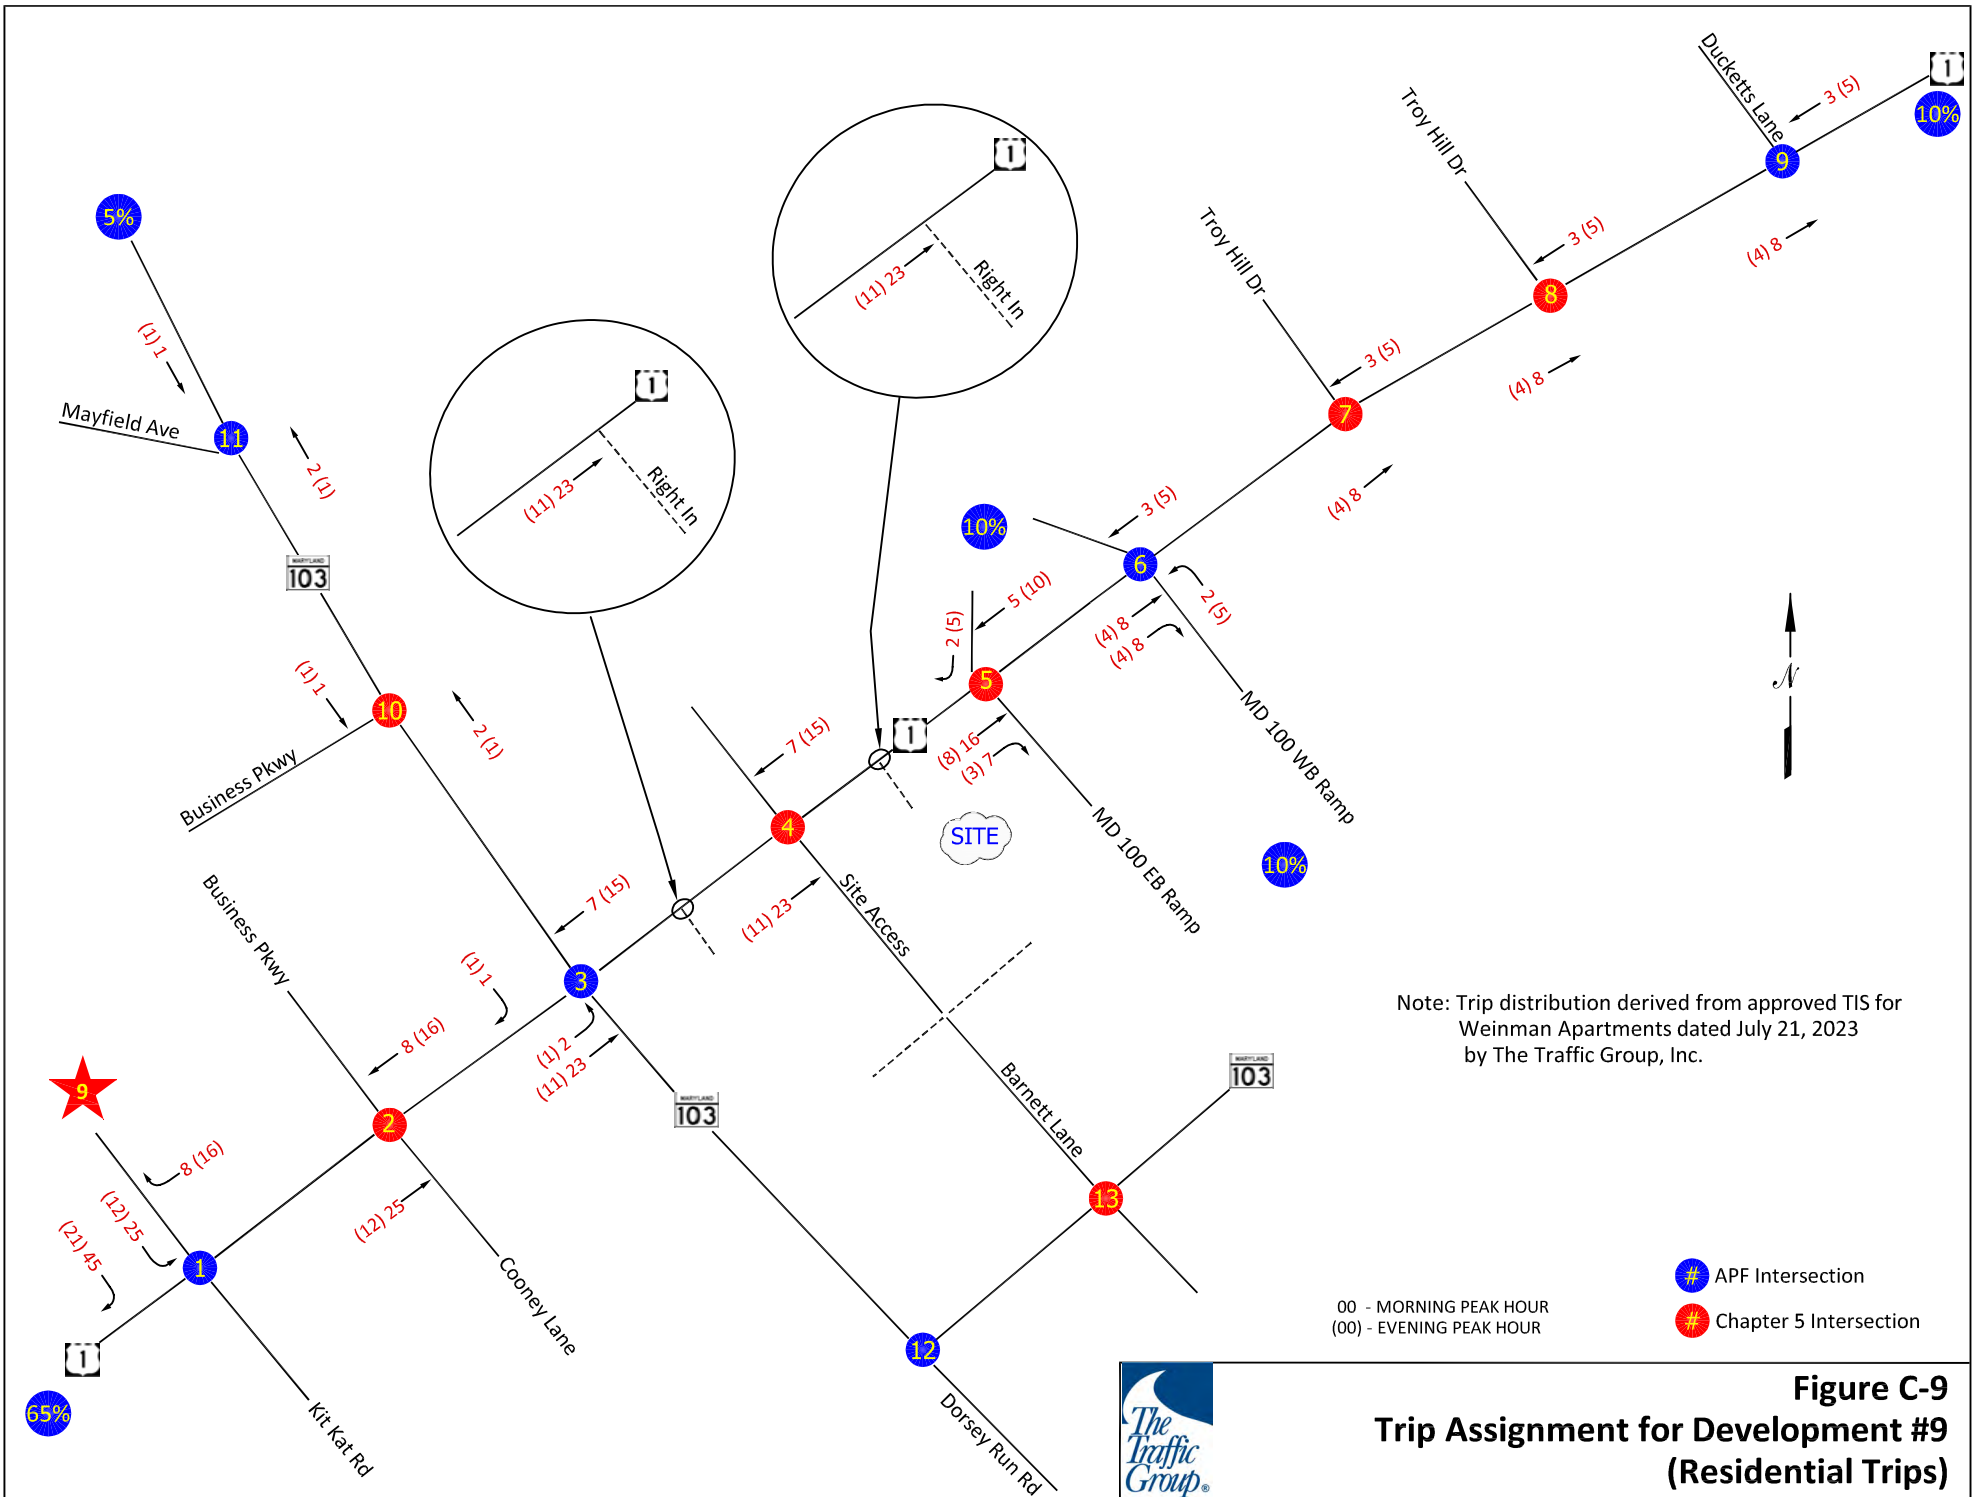 Ducketts Lane
1
10%
3 (5)
9
Troy Hill Dr
3 (5)
(4) 8
8
Troy Hill Dr
3 (5)
(4) 8
7
(4) 8
1
(11) 23
Right In
1
(11) 23
Right In
5%
(1) 1
Mayfield Ave
11
2 (1)
MARYLAND
103
10%
3 (5)
6
2 (5)
(4) 8
(4) 8
5 (10)
2 (5)
5
(8) 16
(3) 7
MD 100 WB Ramp
MD 100 EB Ramp
10%
N
(1) 1
10
2 (1)
Business Pkwy
7 (15)
1
4
SITE
(11) 23
Site Access
Business Pkwy
7 (15)
(1) 1
3
(1) 2
(11) 23
8 (16)
MARYLAND
103
Barnett Lane
MARYLAND
103
Note: Trip distribution derived from approved TIS for
Weinman Apartments dated July 21, 2023
by The Traffic Group, Inc.
9
2
8 (16)
(12) 25
(12) 25
(21) 45
1
Cooney Lane
13
1
65%
Kit Kat Rd
12
Dorsey Run Rd
# APF Intersection
# Chapter 5 Intersection
00 - MORNING PEAK HOUR
(00) - EVENING PEAK HOUR
The
Traffic
Group®
Figure C-9
Trip Assignment for Development #9
(Residential Trips)